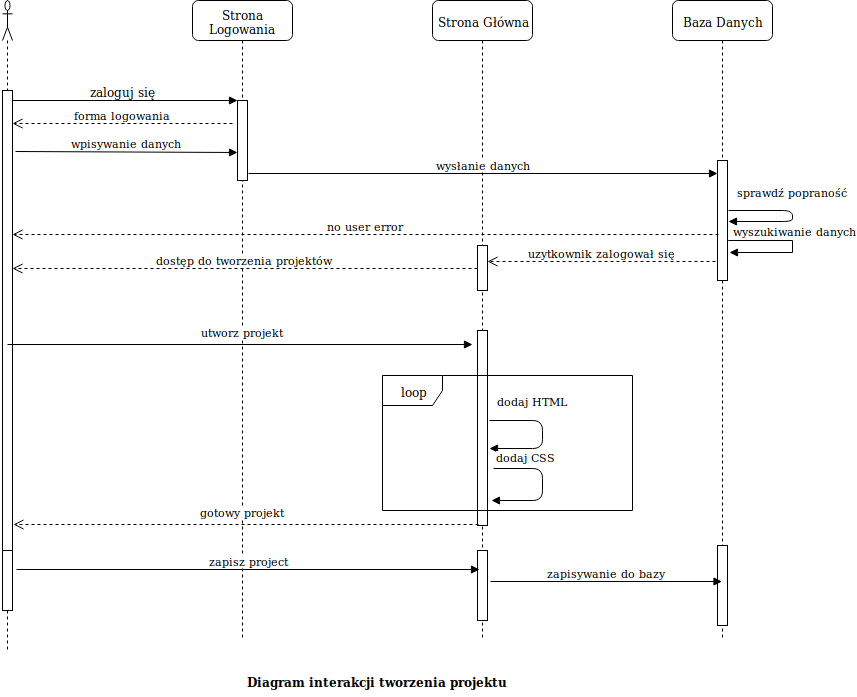 Strona
Logowania
Strona Główna
Baza Danych
zaloguj się
forma logowania
wpisywanie danych
wysłanie danych
sprawdź popraność
no user error
wyszukiwanie danych
uzytkownik zalogował się
dostęp do tworzenia projektów
utworz projekt
loop
dodaj HTML
dodaj CSS
gotowy projekt
zapisz project
zapisywanie do bazy
Diagram interakcji tworzenia projektu